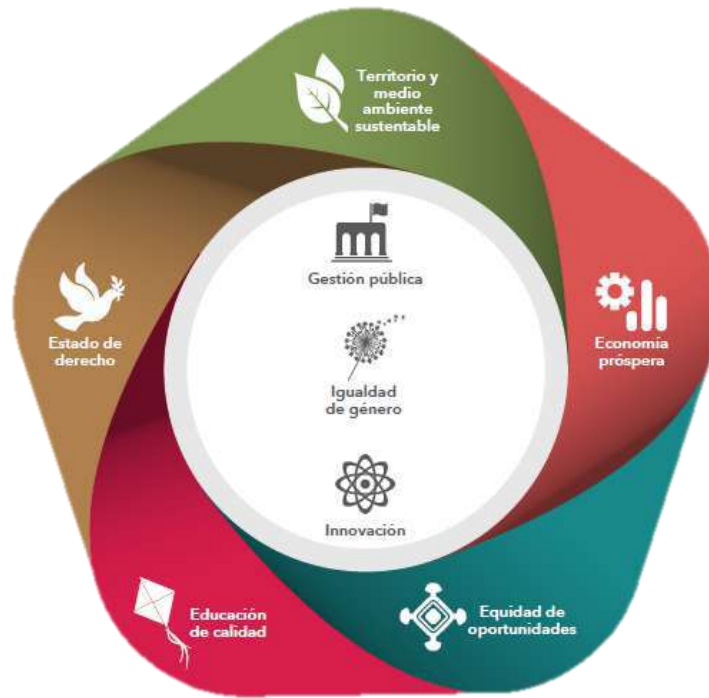 Territorio y
medio
ambiente
sustentable
Gestión pública
Estado de
derecho
Economía
próspera
Igualdad
de género
Innovación
Educación
de calidad
Equidad de
oportunidades